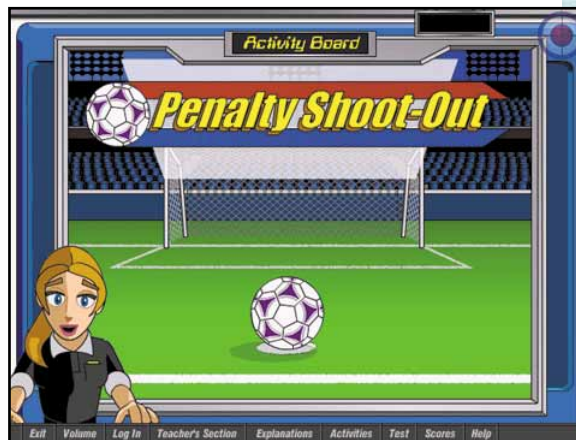 Activity Board
Penalty Shoot-Out
Exit Volume Log In Teacher's Section Explanations Activities Test Scores Help